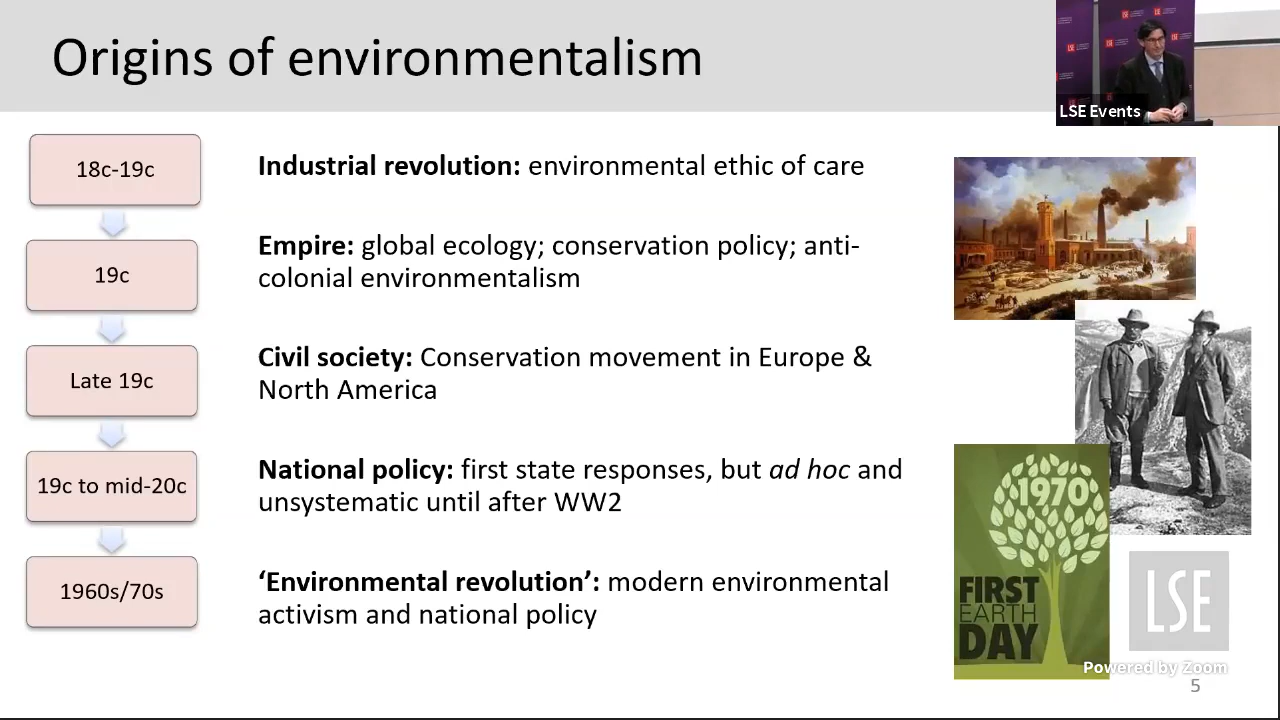 Origins of environmentalism
LSE Events
18c-19c
Industrial revolution: environmental ethic of care
19c
Empire: global ecology; conservation policy; anti-
colonial environmentalism
Late 19c
Civil society: Conservation movement in Europe &
North America
19c to mid-20c
National policy: first state responses, but ad hoc and
unsystematic until after WW2
1960s/70s
‘Environmental revolution’: modern environmental
activism and national policy
1970
FIRST
EARTH
DAY
LSE
Powered by Zoom
5